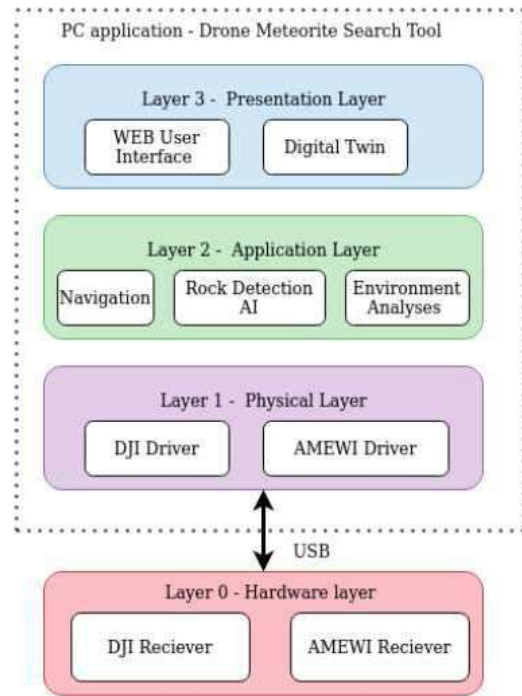 PC application - Drone Meteorite Search Tool
Layer 3 - Presentation Layer
WEB User
Interface
Digital Twin
Layer 2 - Application Layer
Navigation
Rock Detection
AI
Environment
Analyses
Layer 1 - Physical Layer
DJI Driver
AMEWI Driver
USB
Layer 0 - Hardware layer
DJI Reciever
AMEWI Reciever